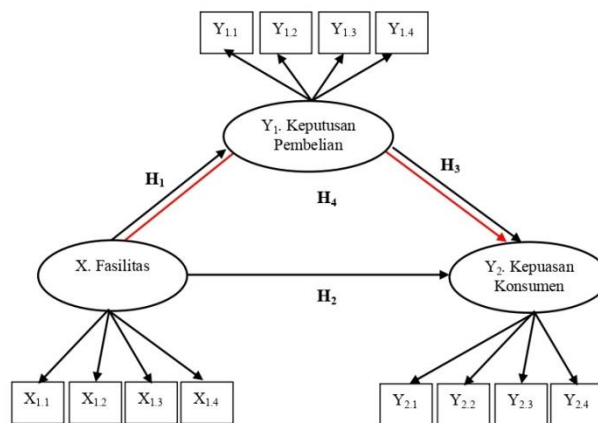 Y1.1 Y1.2 Y1.3 Y1.4
Y1. Keputusan
Pembelian
H1
H3
H4
X. Fasilitas
Y2. Kepuasan
Konsumen
H2
X1.1 X1.2 X1.3 X1.4
Y2.1 Y2.2 Y2.3 Y2.4